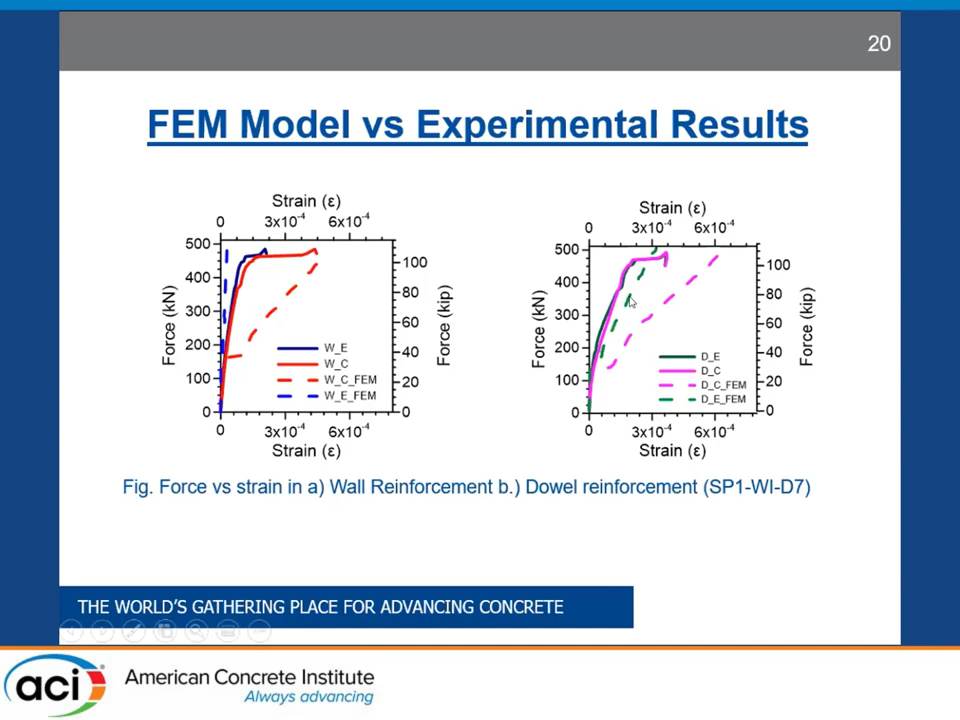 20
FEM Model vs Experimental Results
Strain (ε)
0 3x10⁻⁴ 6x10⁻⁴
500
400
300
200
100
0
Force (kN)
100
80
60
40
20
0
Force (kip)
W_E
W_C
W_C_FEM
W_E_FEM
0 3x10⁻⁴ 6x10⁻⁴
Strain (ε)
Strain (ε)
0 3x10⁻⁴ 6x10⁻⁴
500
400
300
200
100
0
Force (kN)
100
80
60
40
20
0
Force (kip)
D_E
D_C
D_C_FEM
D_E_FEM
0 3x10⁻⁴ 6x10⁻⁴
Strain (ε)
Fig. Force vs strain in a) Wall Reinforcement b.) Dowel reinforcement (SP1-WI-D7)
THE WORLD'S GATHERING PLACE FOR ADVANCING CONCRETE
aci
American Concrete Institute
Always advancing